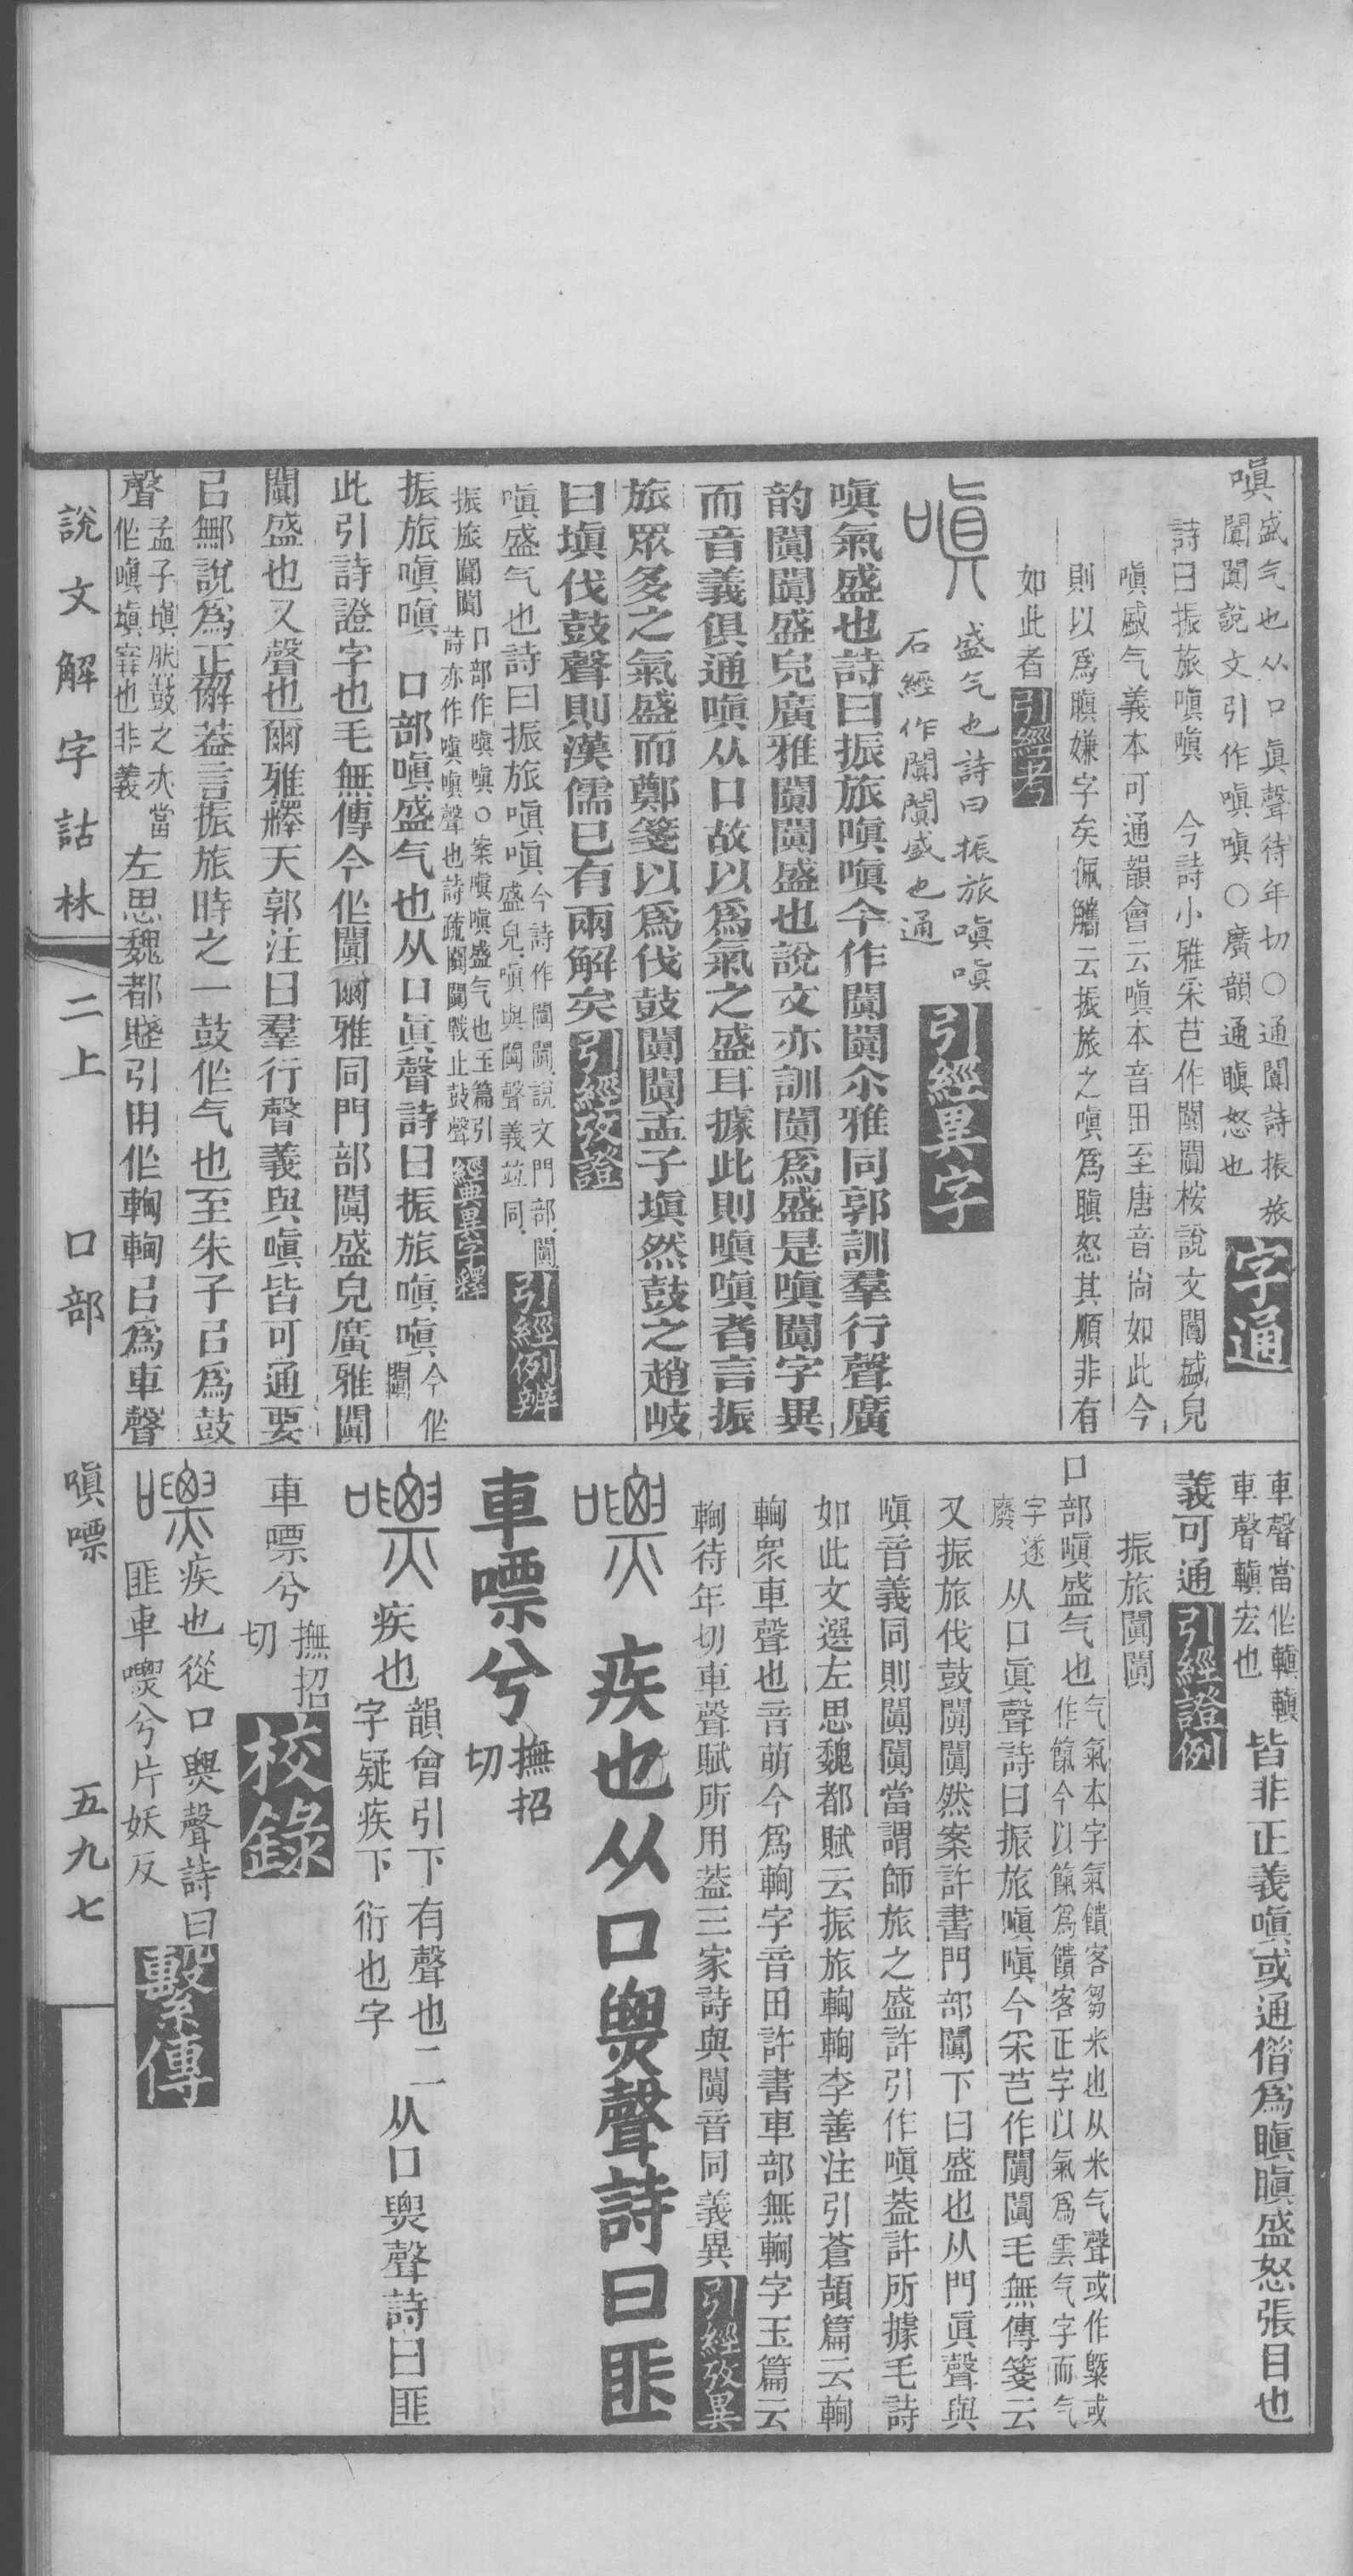 嗔盛气也从口眞聲待年切○通闐詩振旅
闐闐說文引作嗔嗔○廣韻通瞋怒也字通
詩曰振旅嗔嗔　今詩小雅采芑作闐闐桉說文闐盛皃
嗔盛气義本可通韻會云嗔本音田至唐音尚如此今
則以爲瞋嫌字矣佩觿云振旅之嗔爲瞋怒其順非有
如此者引經考
嗔盛气也詩曰振旅嗔嗔
石經作闐闐盛也通引經異字
嗔氣盛也詩曰振旅嗔嗔今作闐闐尒雅同郭訓羣行聲廣
韵闐闐盛皃廣雅闐闐盛也說文亦訓闐爲盛是嗔闐字異
而音義俱通嗔从口故以爲氣之盛耳據此則嗔嗔者言振
旅眾多之氣盛而鄭箋以爲伐鼓闐闐孟子塡然鼓之趙岐
曰塡伐鼓聲則漢儒已有兩解矣引經攷證
嗔盛气也詩曰振旅嗔嗔今詩作闐闐說文門部闐
盛皃嗔與闐聲義竝同引經例辨
振旅闐闐口部作嗔嗔○案嗔嗔盛气也玉篇引
詩亦作嗔嗔聲也詩疏闐闐戰止鼓聲經典異字釋
振旅嗔嗔　口部嗔盛气也从口眞聲詩曰振旅嗔嗔今作
闐闐
此引詩證字也毛無傳今作闐爾雅同門部闐盛皃廣雅闐
闐盛也又聲也爾雅釋天郭注曰羣行聲義與嗔皆可通要
㠯鄦說爲正解葢言振旅時之一鼓作气也至朱子㠯爲鼓
聲孟子塡肰鼓之肰當
作嗔塡窒也非義左思魏都賦引用作輷輷㠯爲車聲
車聲當作轒轒
車聲轒宏也皆非正義嗔或通偕爲瞋瞋盛怒張目也
義可通引經證例
振旅闐闐
口部嗔盛气也气氣本字氣饋客芻米也从米气聲或作㮣或
作餼今以餼爲饋客正字以氣爲雲气字而气
字遂
廢从口眞聲詩曰振旅嗔嗔今采芑作闐闐毛無傳箋云
又振旅伐鼓闐闐然案許書門部闐下曰盛也从門眞聲與
嗔音義同則闐闐當謂師旅之盛許引作嗔葢許所據毛詩
如此文選左思魏都賦云振旅輷輷李善注引蒼頡篇云輷
輷衆車聲也音萌今爲輷字音田許書車部無輷字玉篇云
輷待年切車聲賦所用葢三家詩與闐音同義異引經攷異
嘌疾也从口㷠聲詩曰匪
車嘌兮撫招
切
嘌疾也韻會引下有聲也二
字疑疾下衍也字从口㷠聲詩曰匪
車嘌兮撫招
切校錄
嘌疾也從口㷠聲詩曰
匪車嘌兮片妖反繫傳
說文解字詁林　二上　口部　嗔嘌　五九七